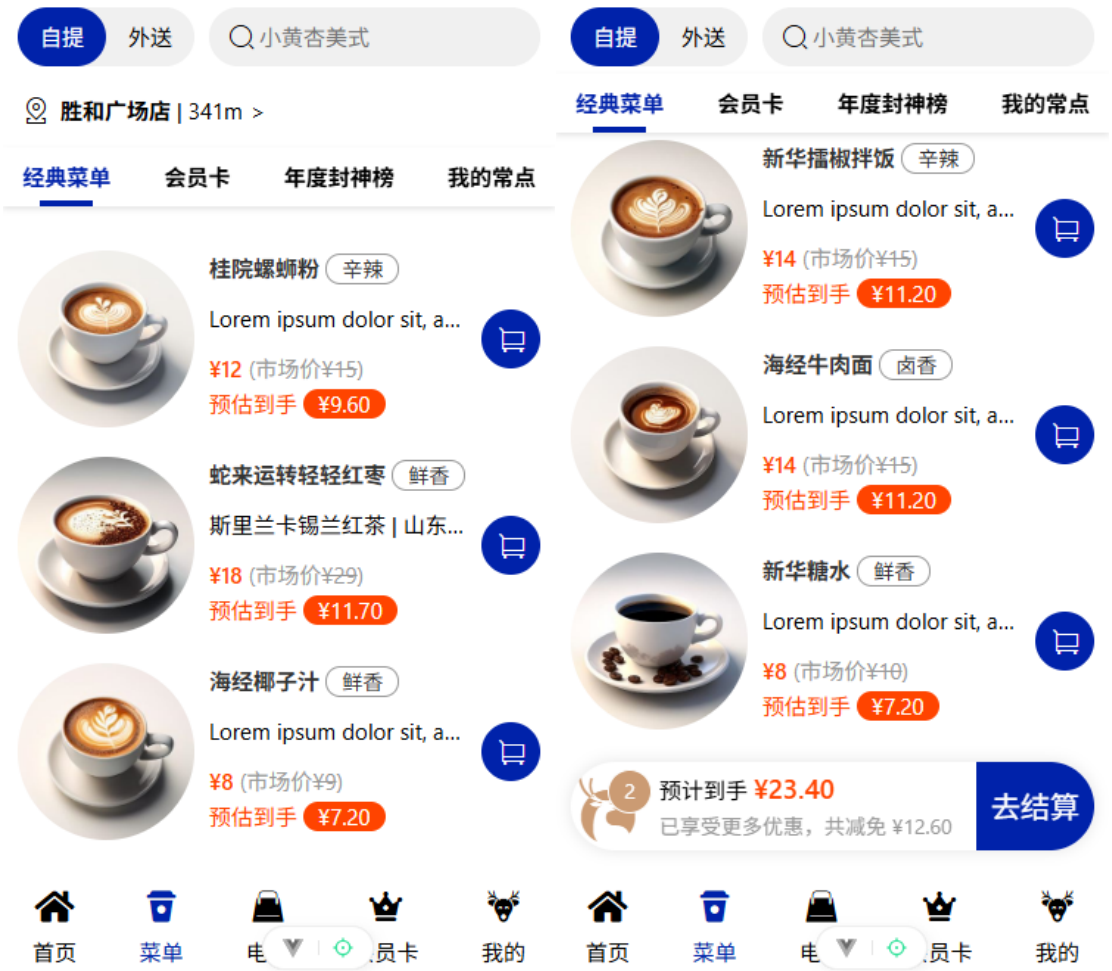 自提 外送 小黄杏美式
胜和广场店 | 341m >
经典菜单 会员卡 年度封神榜 我的常点
桂院螺蛳粉 辛辣
Lorem ipsum dolor sit, a...
¥12 (市场价¥15)
预估到手 ¥9.60
蛇来运转轻轻红枣 鲜香
斯里兰卡锡兰红茶 | 山东...
¥18 (市场价¥29)
预估到手 ¥11.70
海经椰子汁 鲜香
Lorem ipsum dolor sit, a...
¥8 (市场价¥9)
预估到手 ¥7.20
首页 菜单 电 员卡 我的
自提 外送 小黄杏美式
经典菜单 会员卡 年度封神榜 我的常点
新华擂椒拌饭 辛辣
Lorem ipsum dolor sit, a...
¥14 (市场价¥15)
预估到手 ¥11.20
海经牛肉面 卤香
Lorem ipsum dolor sit, a...
¥14 (市场价¥15)
预估到手 ¥11.20
新华糖水 鲜香
Lorem ipsum dolor sit, a...
¥8 (市场价¥10)
预估到手 ¥7.20
2 预计到手 ¥23.40
已享受更多优惠，共减免 ¥12.60
去结算
首页 菜单 电 员卡 我的